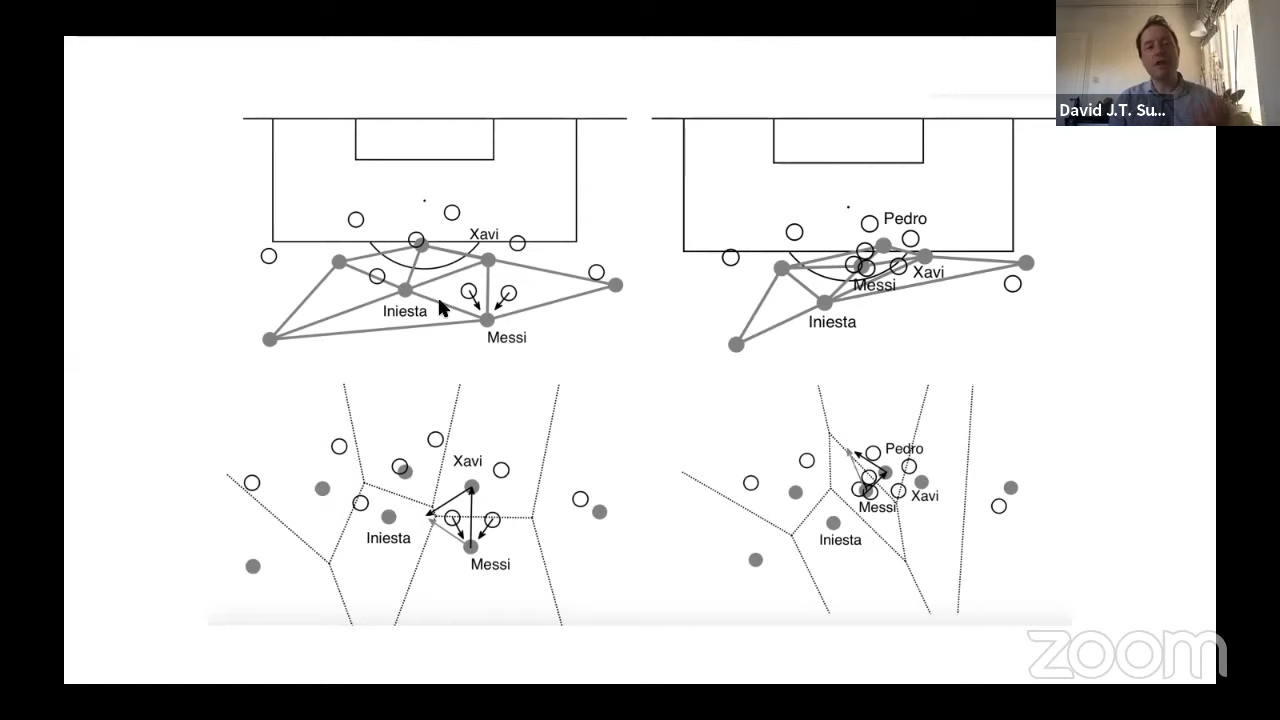 David J.T. Su...
Xavi
Iniesta
Messi
Pedro
Xavi
Messi
Iniesta
Xavi
Iniesta
Messi
Pedro
Xavi
Messi
Iniesta
zoom